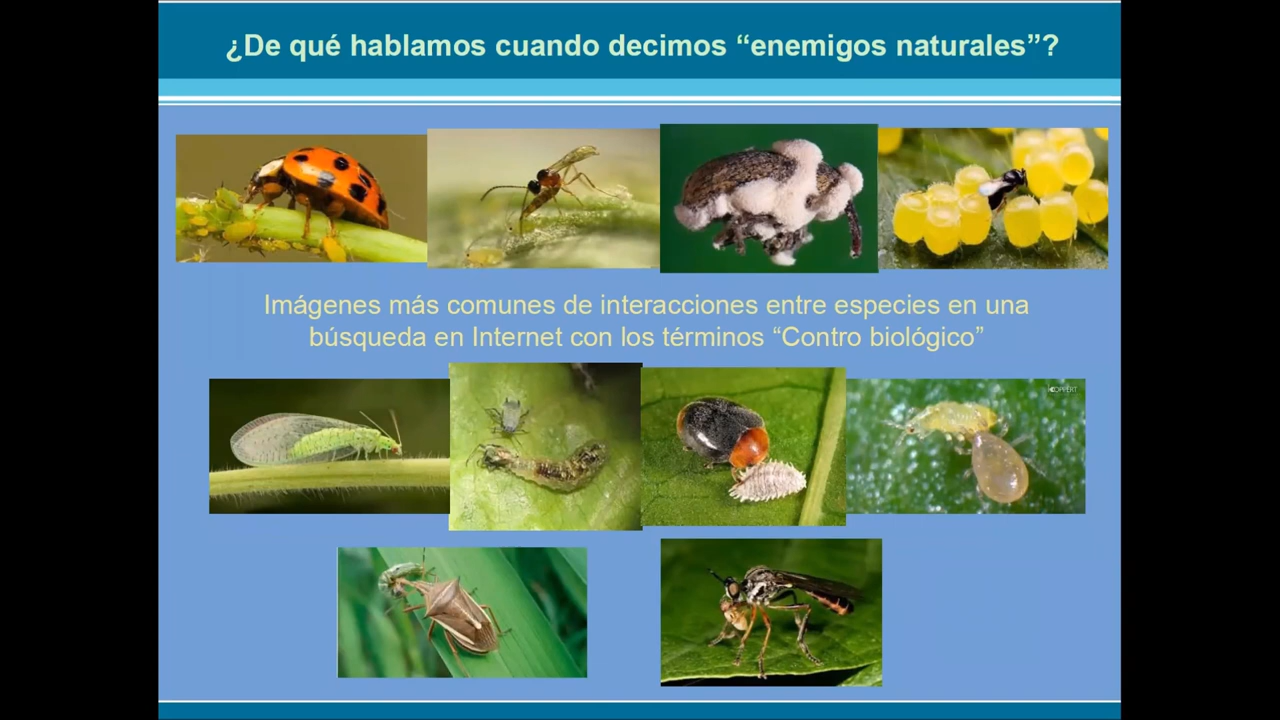 ¿De qué hablamos cuando decimos “enemigos naturales”?
KOPPERT
Imágenes más comunes de interacciones entre especies en una
búsqueda en Internet con los términos “Contro biológico”